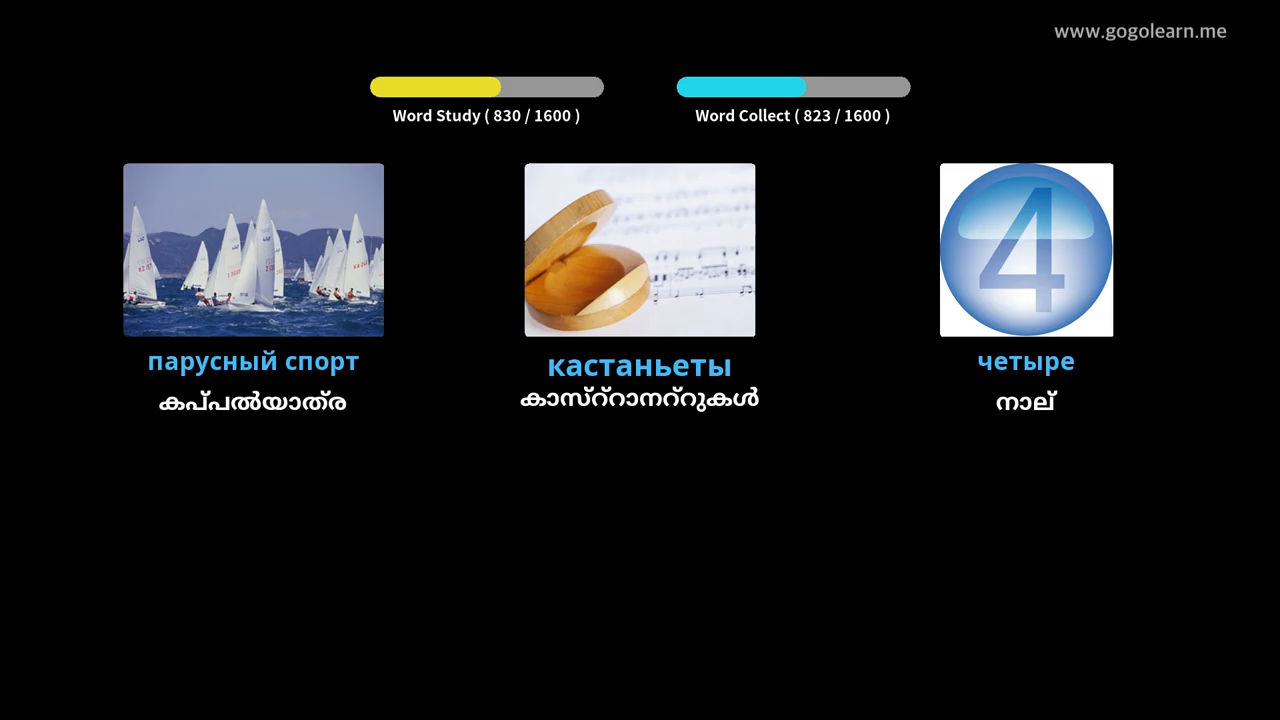 www.gogolearn.me
Word Study ( 830 / 1600 )
Word Collect ( 823 / 1600 )
4
парусный спорт
кастаньеты
четыре
കപ്പൽയാത്ര
കാസ്റ്റാനറ്റുകൾ
നാല്